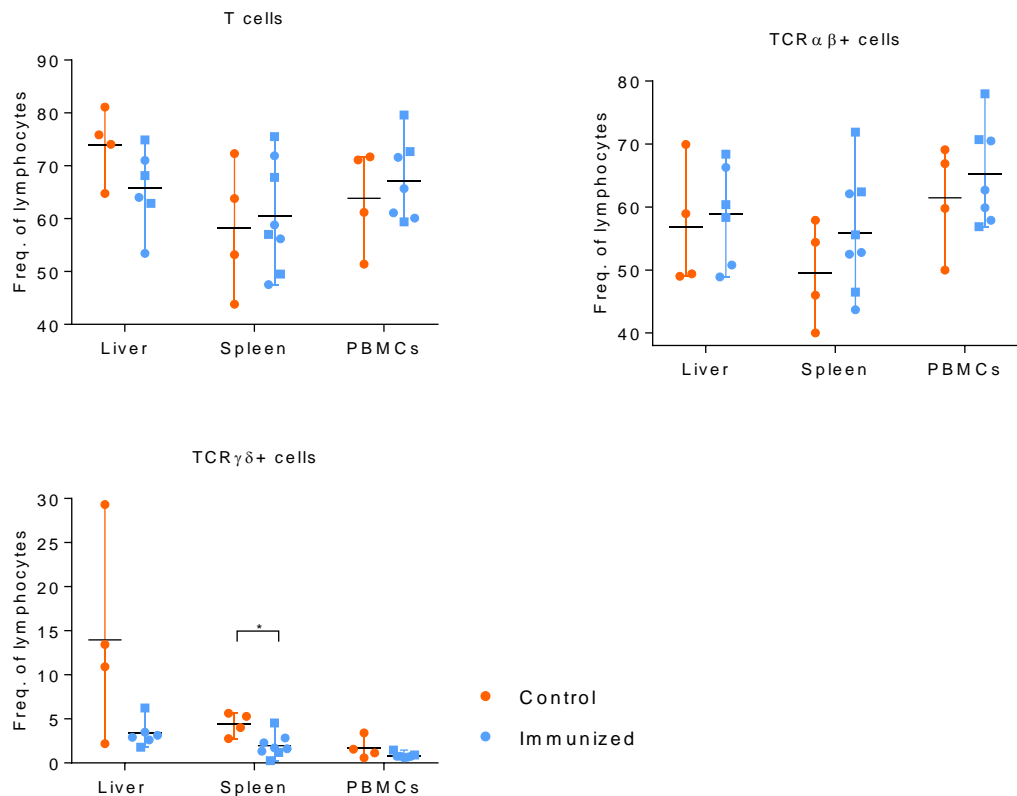 T cells
Freq. of lymphocytes
90
80
70
60
50
40
Liver Spleen PBMCs
TCRαβ+ cells
Freq. of lymphocytes
80
70
60
50
40
Liver Spleen PBMCs
TCRγδ+ cells
Freq. of lymphocytes
30
25
20
15
10
5
0
*
Liver Spleen PBMCs
Control
Immunized